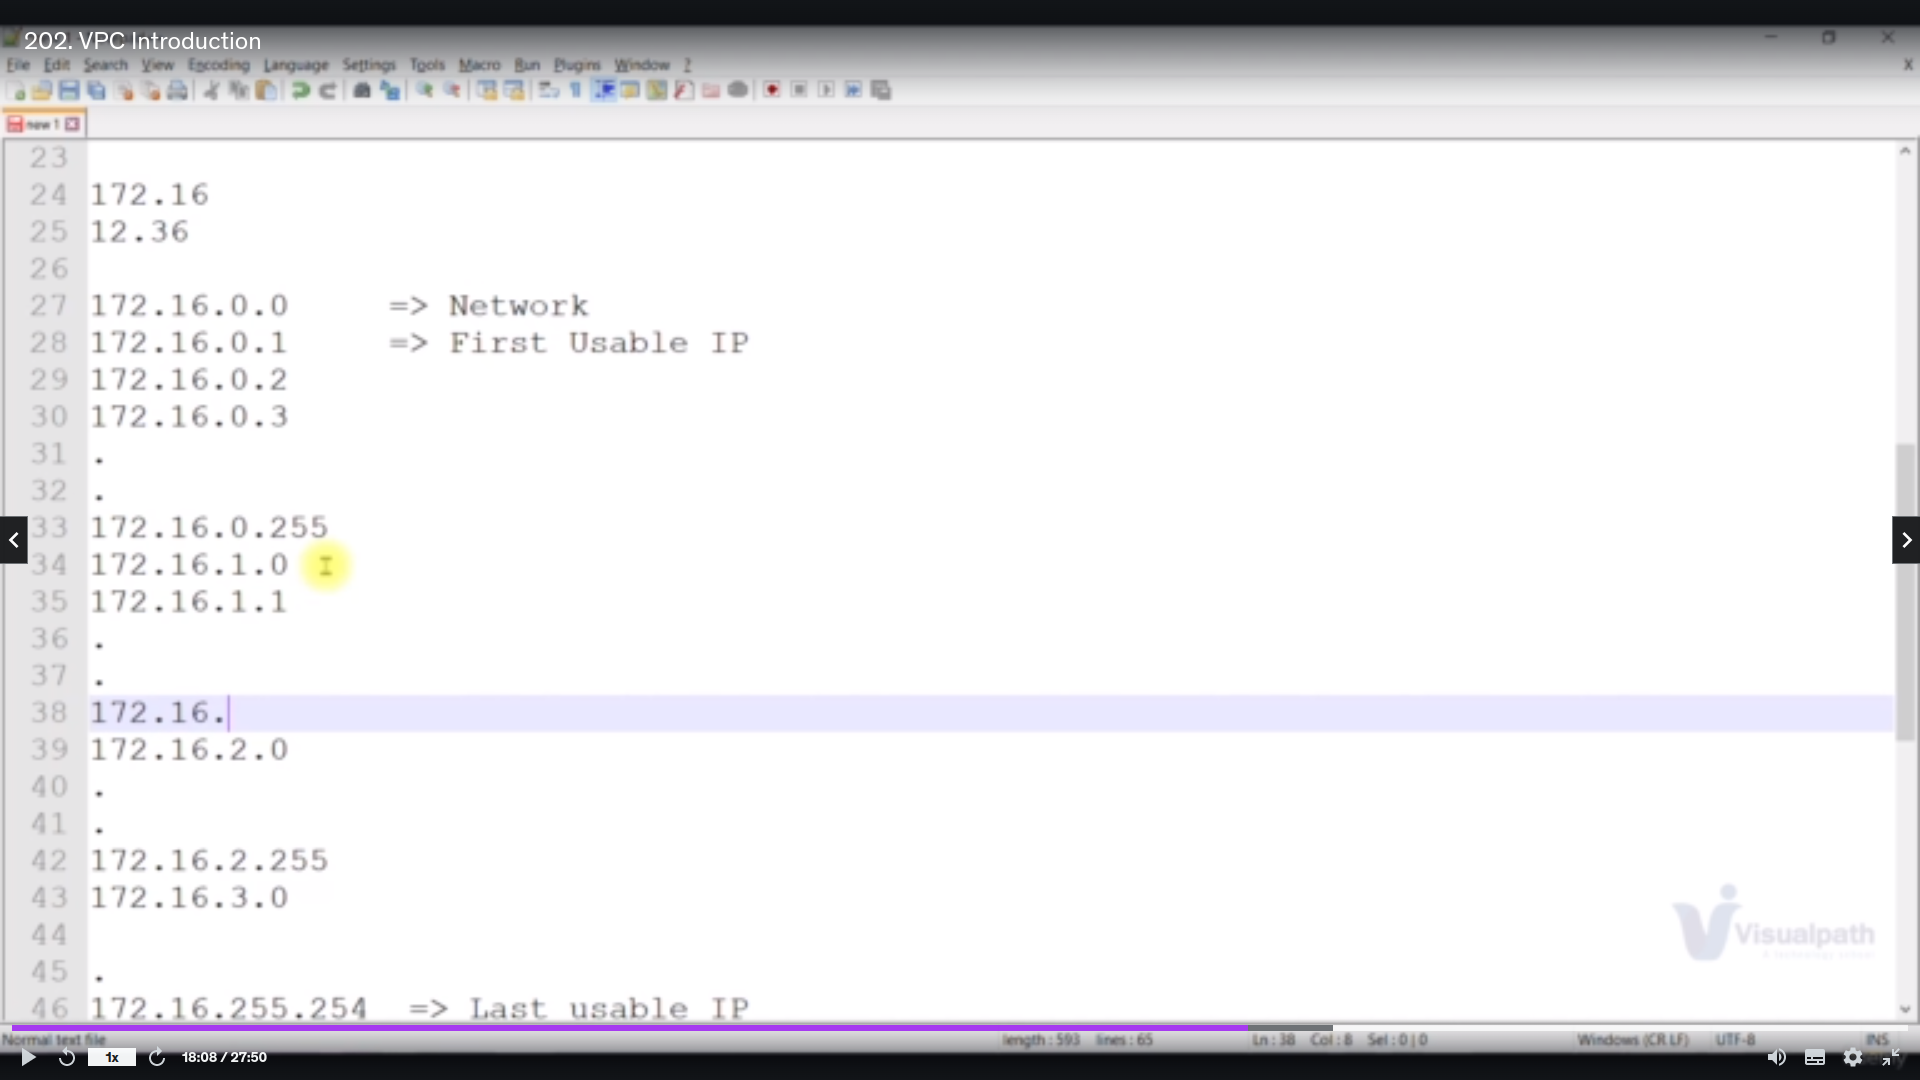 202. VPC Introduction
File Edit Search View Encoding Language Settings Tools Macro Run Plugins Window ?
X
new 1
23
24 172.16
25 12.36
26
27 172.16.0.0 => Network
28 172.16.0.1 => First Usable IP
29 172.16.0.2
30 172.16.0.3
31 .
32 .
33 172.16.0.255
34 172.16.1.0
35 172.16.1.1
36 .
37 .
38 172.16.
39 172.16.2.0
40 .
41 .
42 172.16.2.255
43 172.16.3.0
44
45 .
46 172.16.255.254 => Last usable IP
Visualpath
Normal text file length : 593 lines : 65 Ln : 38 Col : 8 Sel : 0 | 0 Windows (CR LF) UTF-8 INS
1x 18:08 / 27:50